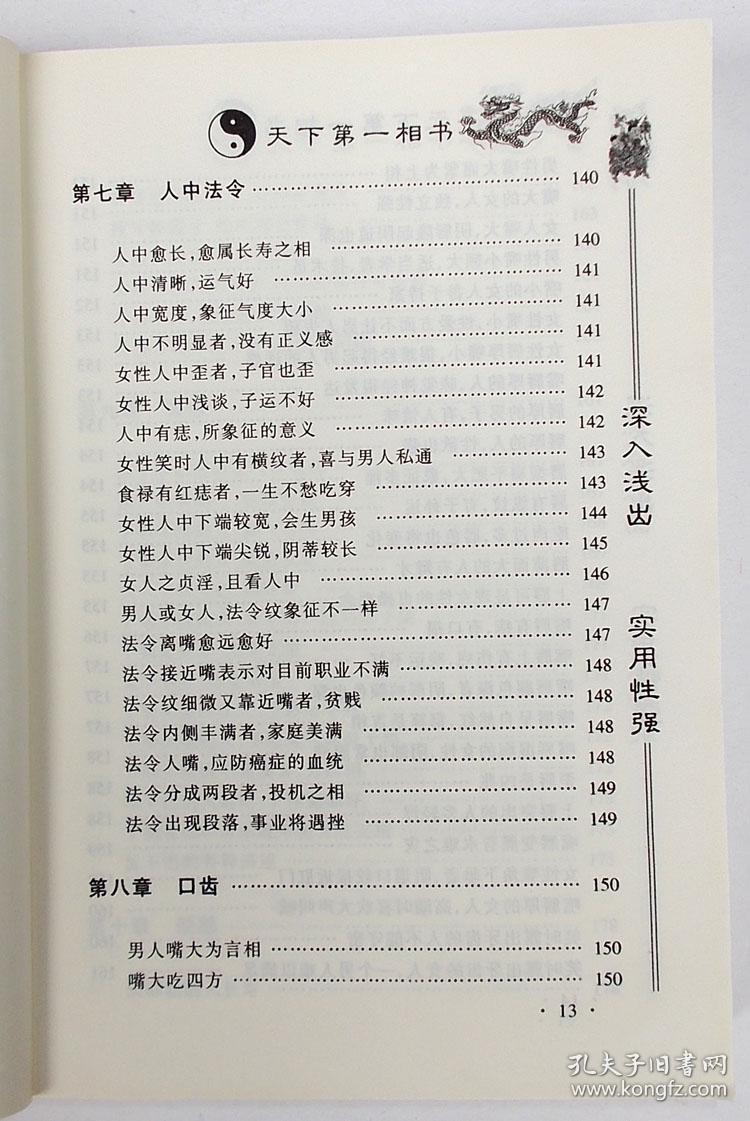 天下第一相书
第七章 人中法令……………………………140
人中愈长，愈属长寿之相……………………140
人中清晰，运气好……………………141
人中宽度，象征气度大小……………………141
人中不明显者，没有正义感……………………141
女性人中歪者，子官也歪……………………141
女性人中浅谈，子运不好……………………142
人中有痣，所象征的意义……………………142
女性笑时人中有横纹者，喜与男人私通……………143
食禄有红痣者，一生不愁吃穿……………………143
女性人中下端较宽，会生男孩……………………144
女性人中下端尖锐，阴蒂较长……………………145
女人之贞淫，且看人中……………………146
男人或女人，法令纹象征不一样……………………147
法令离嘴愈远愈好……………………147
法令接近嘴表示对目前职业不满……………………148
法令纹细微又靠近嘴者，贫贱……………………148
法令内侧丰满者，家庭美满……………………148
法令人嘴，应防癌症的血统……………………148
法令分成两段者，投机之相……………………149
法令出现段落，事业将遇挫……………………149
第八章 口齿……………………………150
男人嘴大为言相……………………150
嘴大吃四方……………………150
· 13 ·
深入浅出
实用性强
孔夫子旧书网
www.kongfz.com